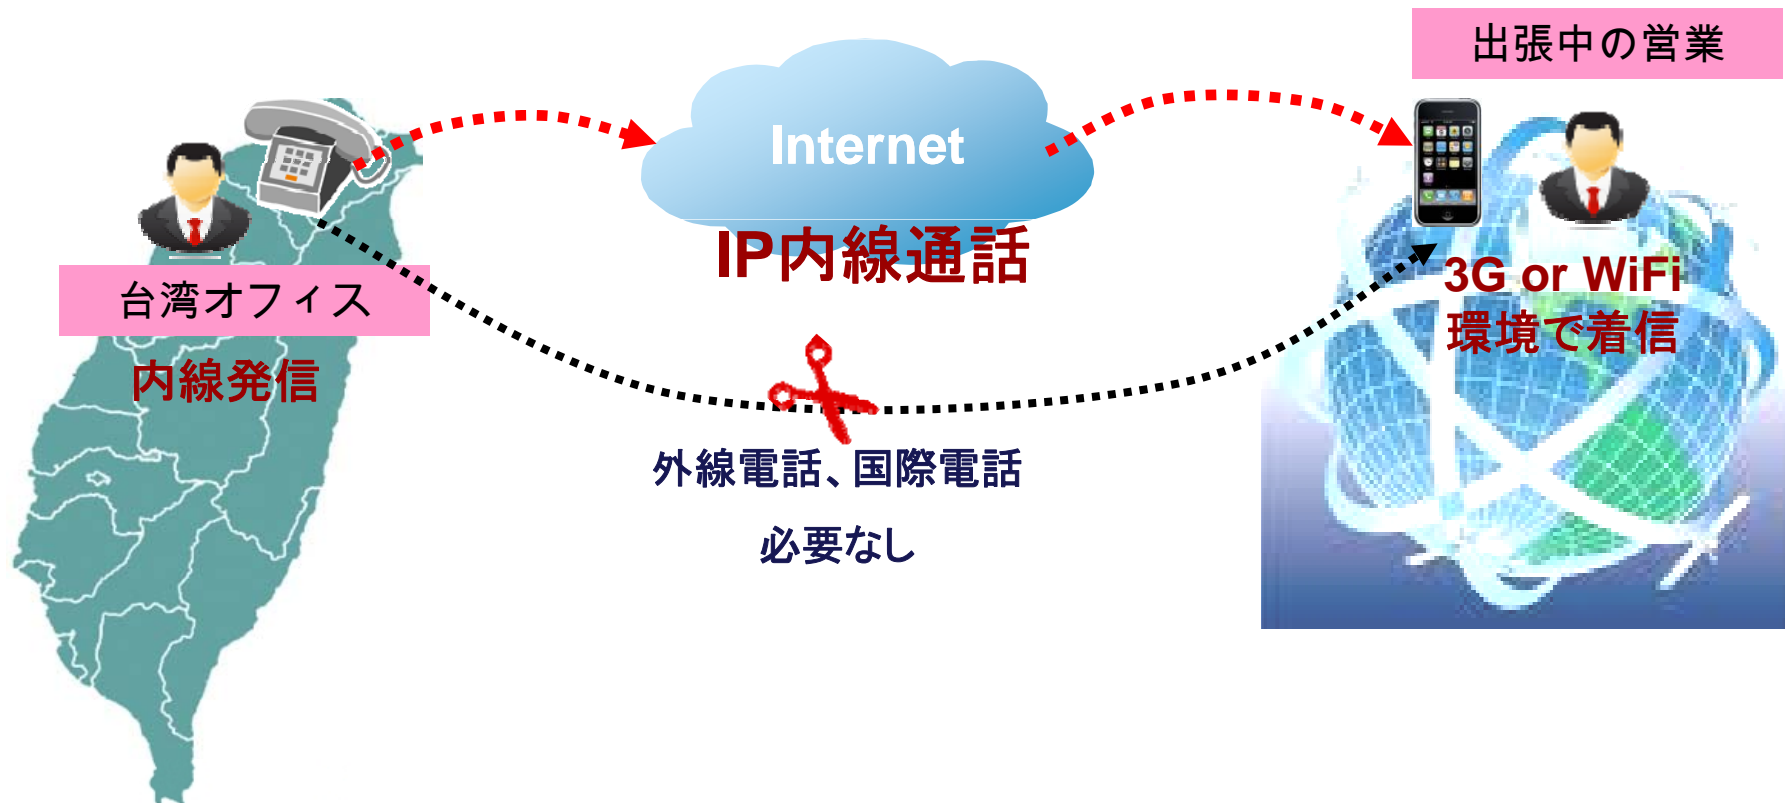 出張中の営業
Internet
IP内線通話
3G or WiFi
環境で着信
台湾オフィス
内線発信
外線電話、国際電話
必要なし